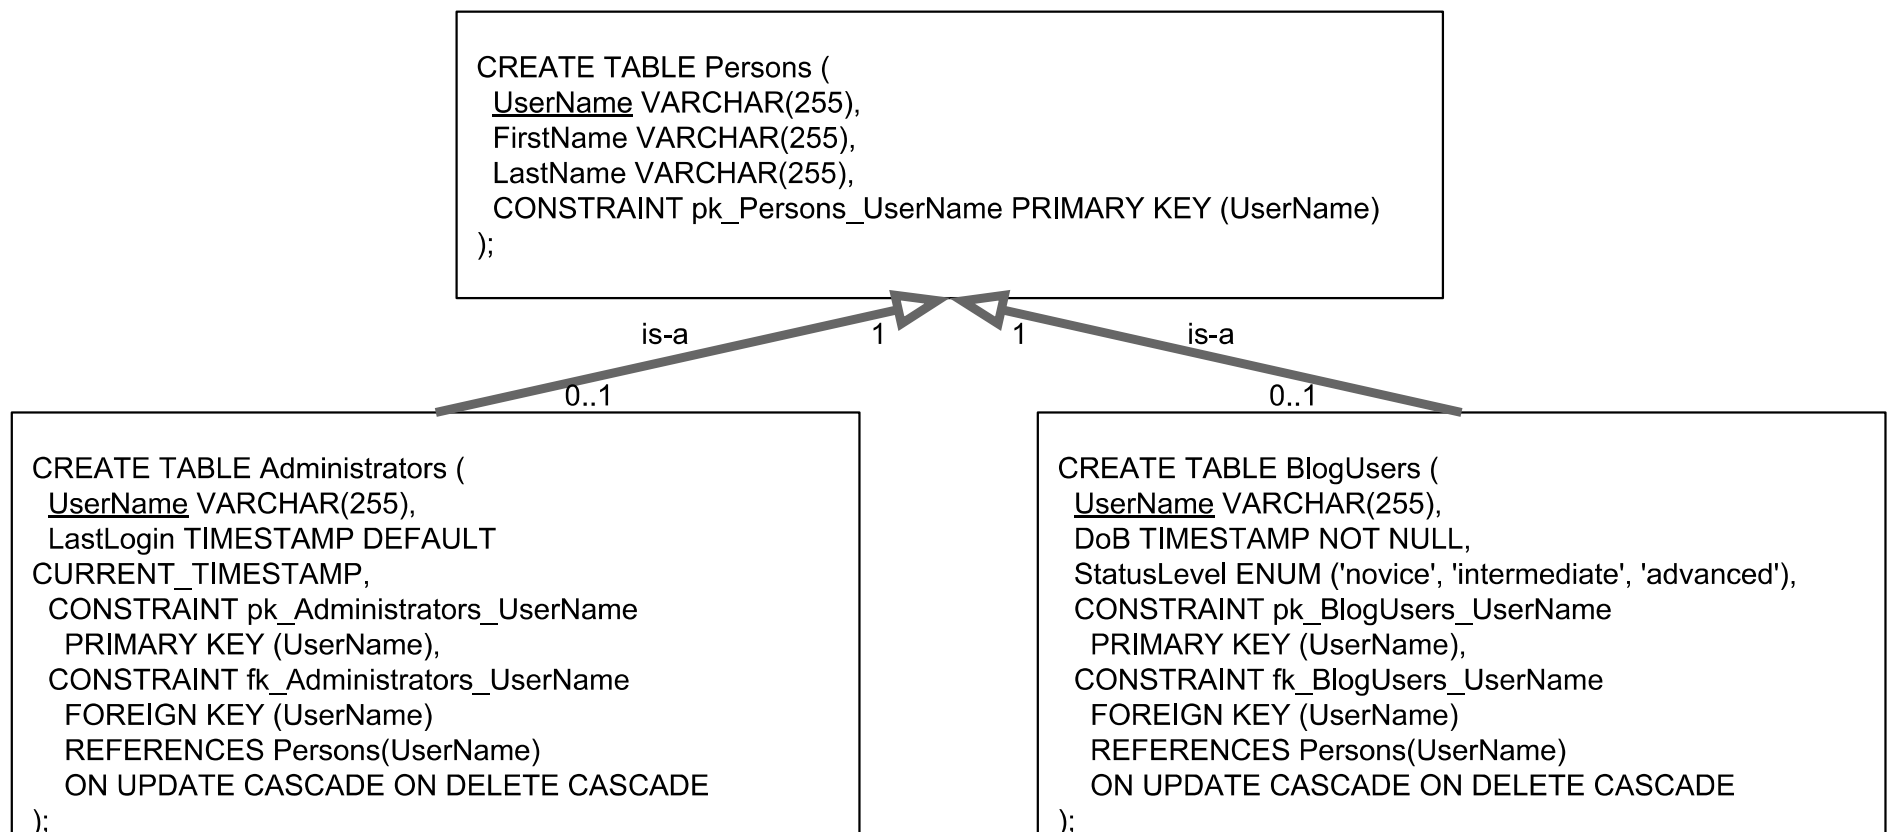 CREATE TABLE Persons (
UserName VARCHAR(255),
FirstName VARCHAR(255),
LastName VARCHAR(255),
CONSTRAINT pk_Persons_UserName PRIMARY KEY (UserName)
);
is-a
1
1
is-a
0..1
0..1
CREATE TABLE Administrators (
UserName VARCHAR(255),
LastLogin TIMESTAMP DEFAULT
CURRENT_TIMESTAMP,
CONSTRAINT pk_Administrators_UserName
PRIMARY KEY (UserName),
CONSTRAINT fk_Administrators_UserName
FOREIGN KEY (UserName)
REFERENCES Persons(UserName)
ON UPDATE CASCADE ON DELETE CASCADE
);
CREATE TABLE BlogUsers (
UserName VARCHAR(255),
DoB TIMESTAMP NOT NULL,
StatusLevel ENUM ('novice', 'intermediate', 'advanced'),
CONSTRAINT pk_BlogUsers_UserName
PRIMARY KEY (UserName),
CONSTRAINT fk_BlogUsers_UserName
FOREIGN KEY (UserName)
REFERENCES Persons(UserName)
ON UPDATE CASCADE ON DELETE CASCADE
);